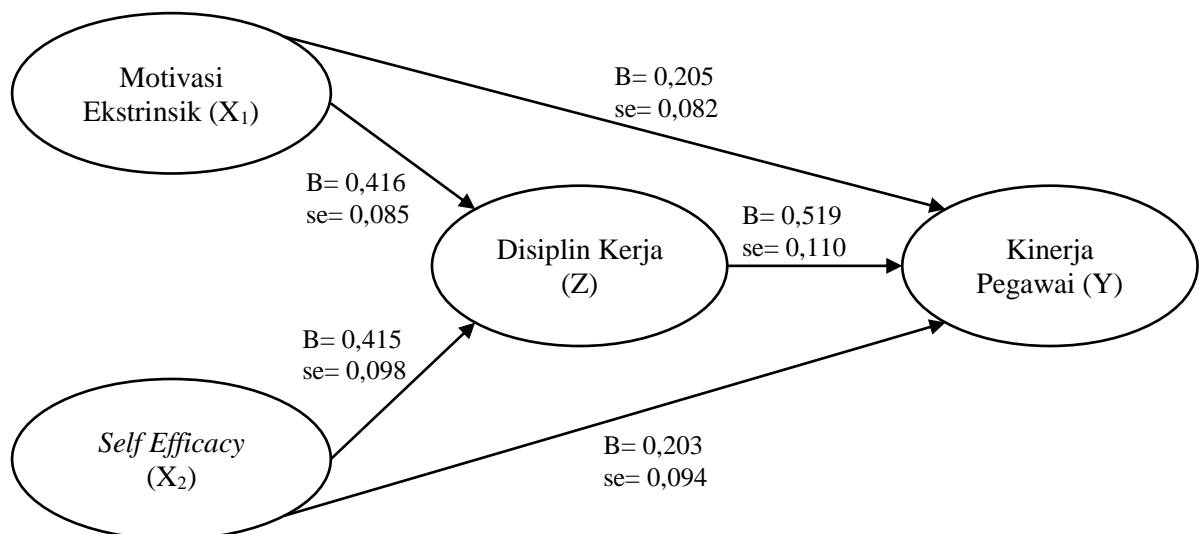 Motivasi
Ekstrinsik (X₁)
B= 0,205
se= 0,082
B= 0,416
se= 0,085
Disiplin Kerja
(Z)
B= 0,519
se= 0,110
Kinerja
Pegawai (Y)
B= 0,415
se= 0,098
Self Efficacy
(X₂)
B= 0,203
se= 0,094